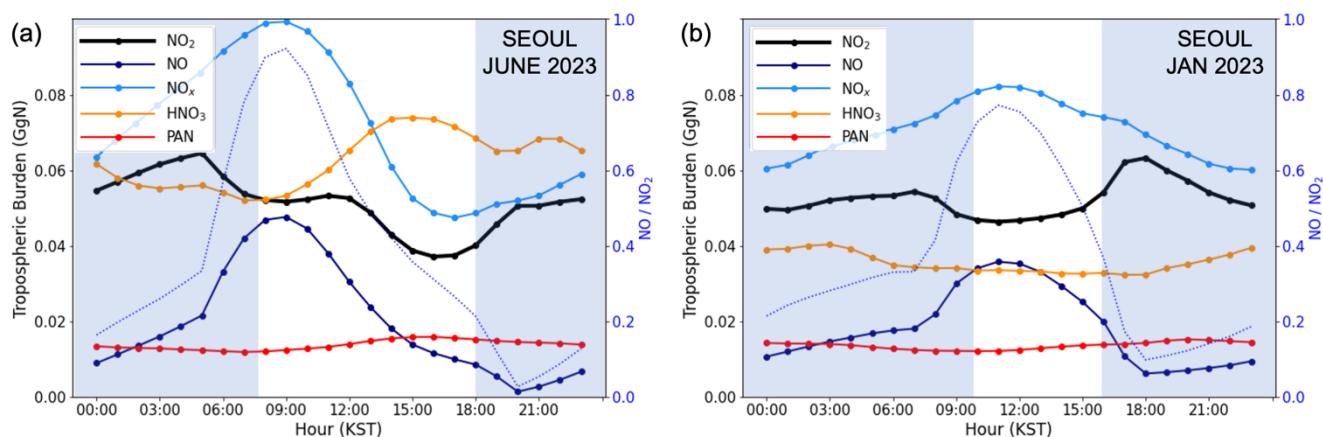 (a)
NO₂
NO
NOₓ
HNO₃
PAN
SEOUL
JUNE 2023
Tropospheric Burden (GgN)
0.08
0.06
0.04
0.02
0.00
00:00 03:00 06:00 09:00 12:00 15:00 18:00 21:00
Hour (KST)
1.0
0.8
0.6
0.4
0.2
0.0
NO / NO₂
(b)
NO₂
NO
NOₓ
HNO₃
PAN
SEOUL
JAN 2023
Tropospheric Burden (GgN)
0.08
0.06
0.04
0.02
0.00
00:00 03:00 06:00 09:00 12:00 15:00 18:00 21:00
Hour (KST)
1.0
0.8
0.6
0.4
0.2
0.0
NO / NO₂